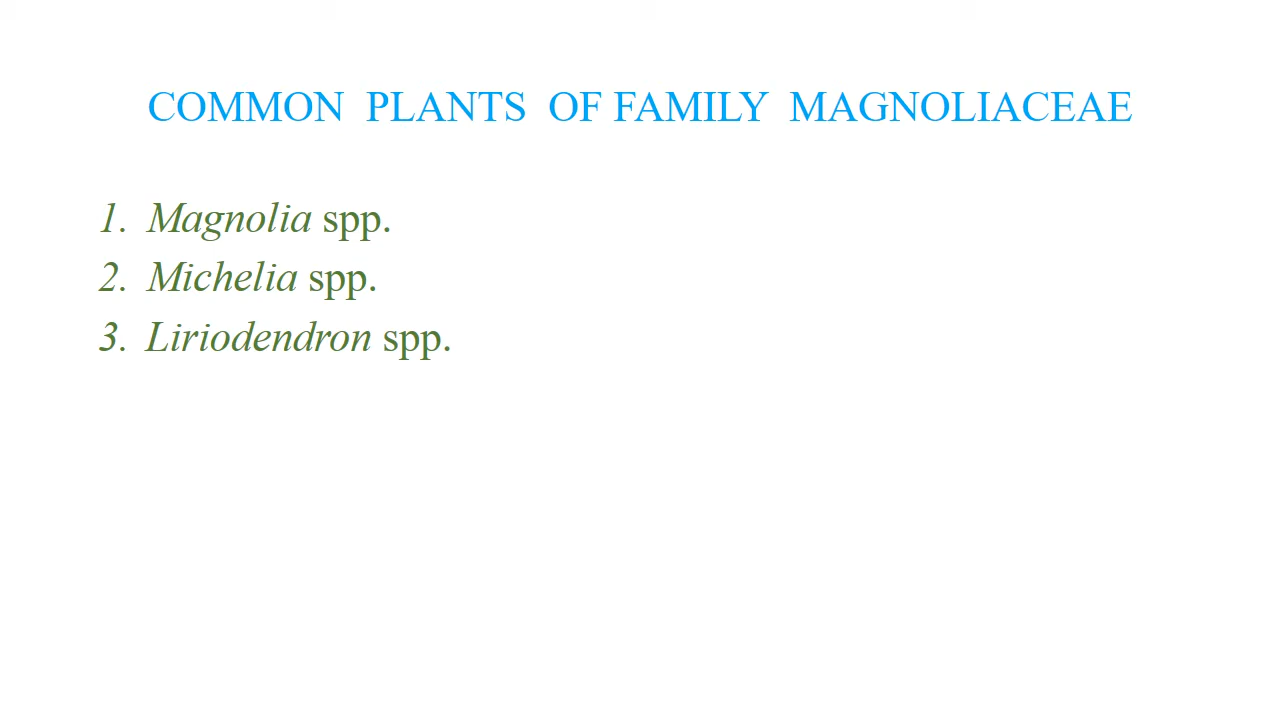 COMMON PLANTS OF FAMILY MAGNOLIACEAE
1. Magnolia spp.
2. Michelia spp.
3. Liriodendron spp.